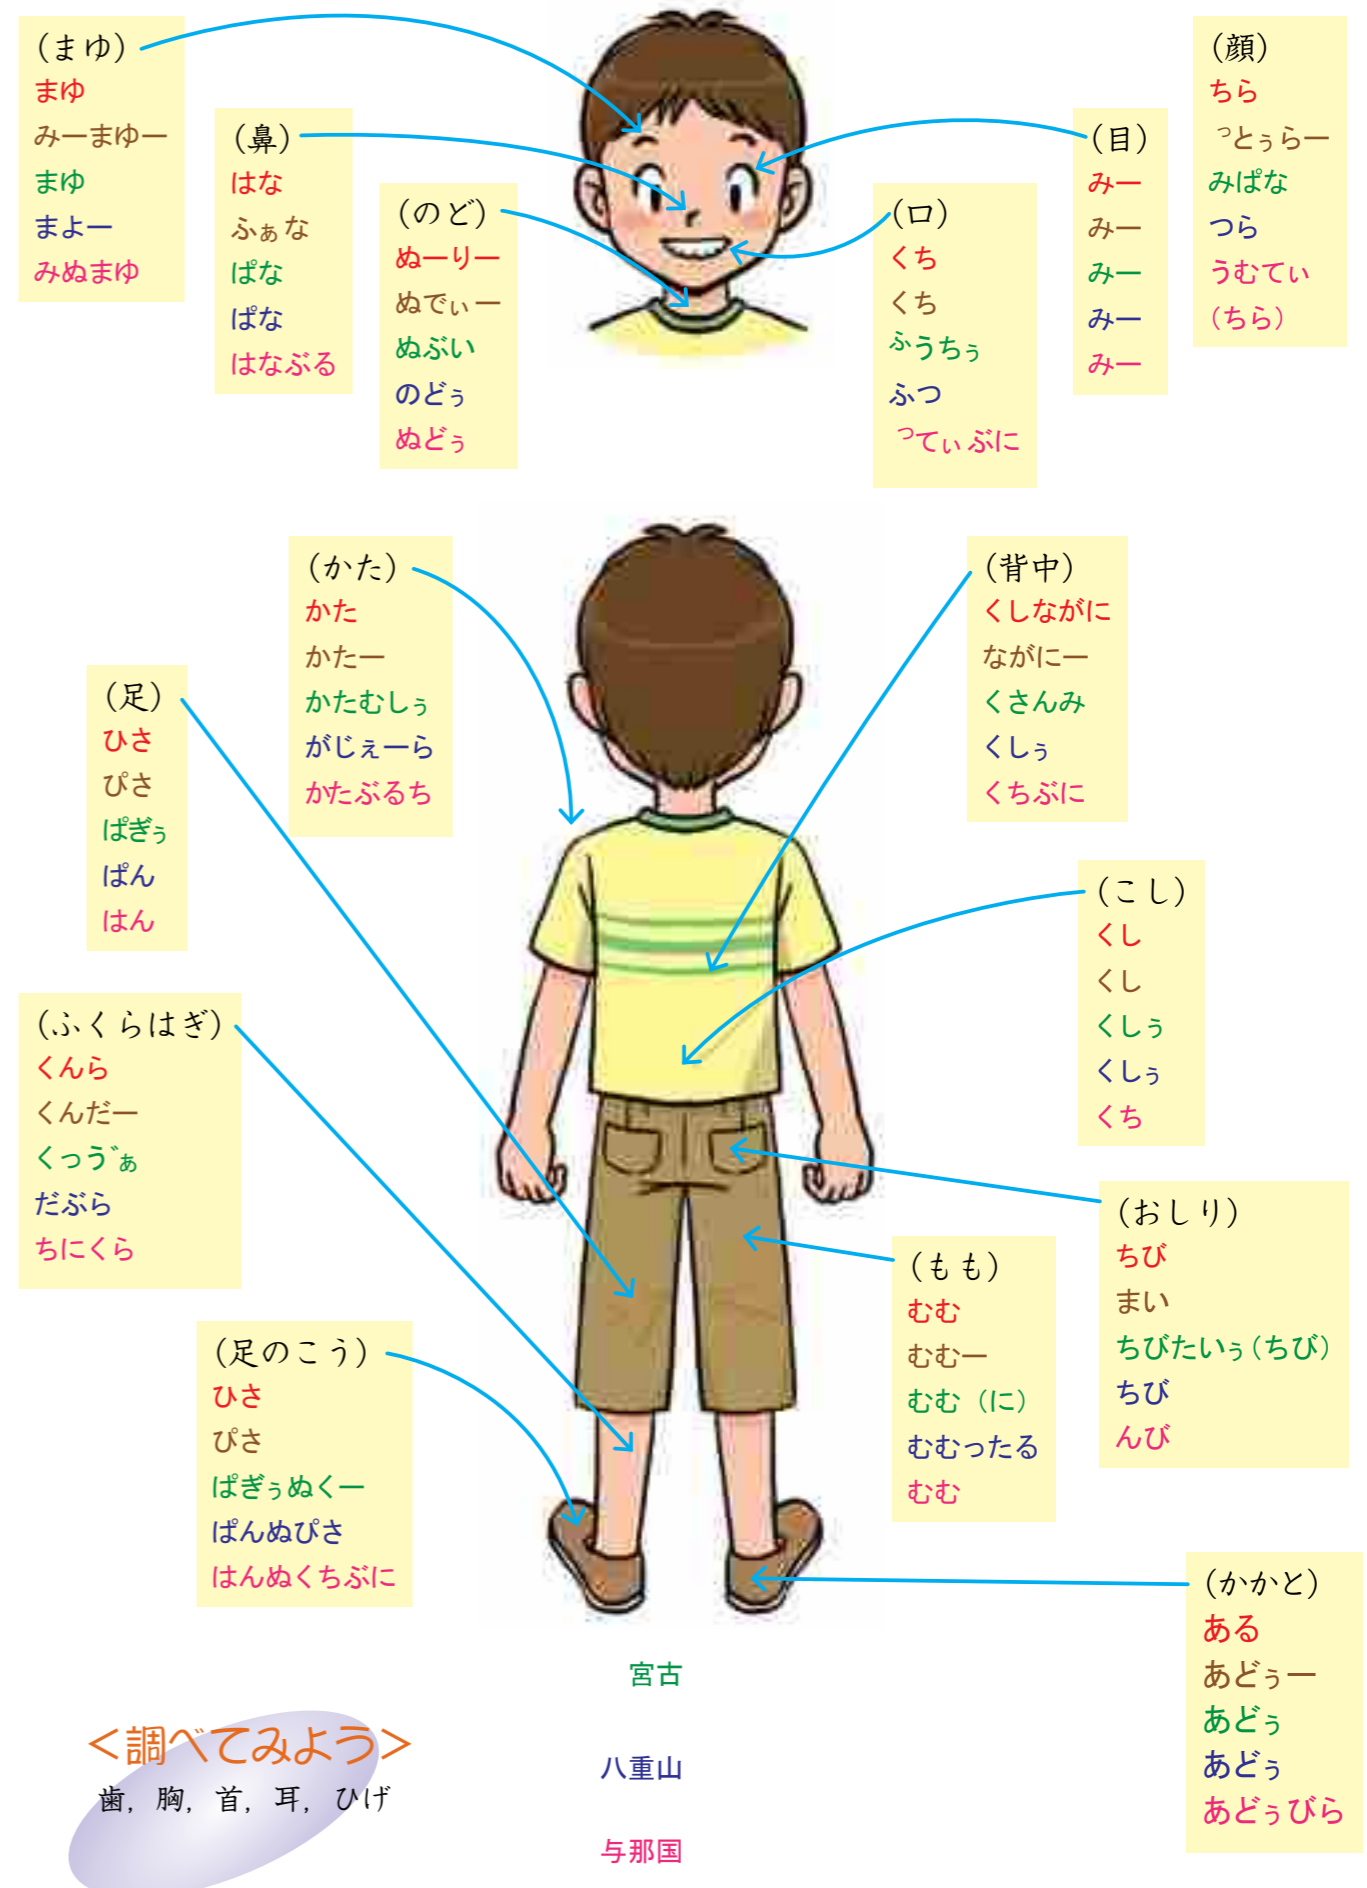 (まゆ)
まゆ
みーまゆー
まゆ
まよー
みぬまゆ
(鼻)
はな
ふぁな
ぱな
ぱな
はなぶる
(のど)
ぬーりー
ぬでぃー
ぬぶい
のどぅ
ぬどぅ
(口)
くち
くち
ふうちぅ
ふつ
ってぃぶに
(目)
みー
みー
みー
みー
みー
(顔)
ちら
っとぅらー
みぱな
つら
うむてぃ
(ちら)
(かた)
かた
かたー
かたむしぅ
がじぇーら
かたぶるち
(背中)
くしながに
ながにー
くさんみ
くしぅ
くちぶに
(足)
ひさ
ぴさ
ぱぎぅ
ぱん
はん
(こし)
くし
くし
くしぅ
くしぅ
くち
(ふくらはぎ)
くんら
くんだー
くっう゛ぁ
だぶら
ちにくら
(おしり)
ちび
まい
ちびたいぅ(ちび)
ちび
んび
(もも)
むむ
むむー
むむ(に)
むむったる
むむ
(足のこう)
ひさ
ぴさ
ぱぎぅぬくー
ぱんぬぴさ
はんぬくちぶに
(かかと)
ある
あどぅー
あどぅ
あどぅ
あどぅびら
宮古
八重山
与那国
<調べてみよう>
歯, 胸, 首, 耳, ひげ